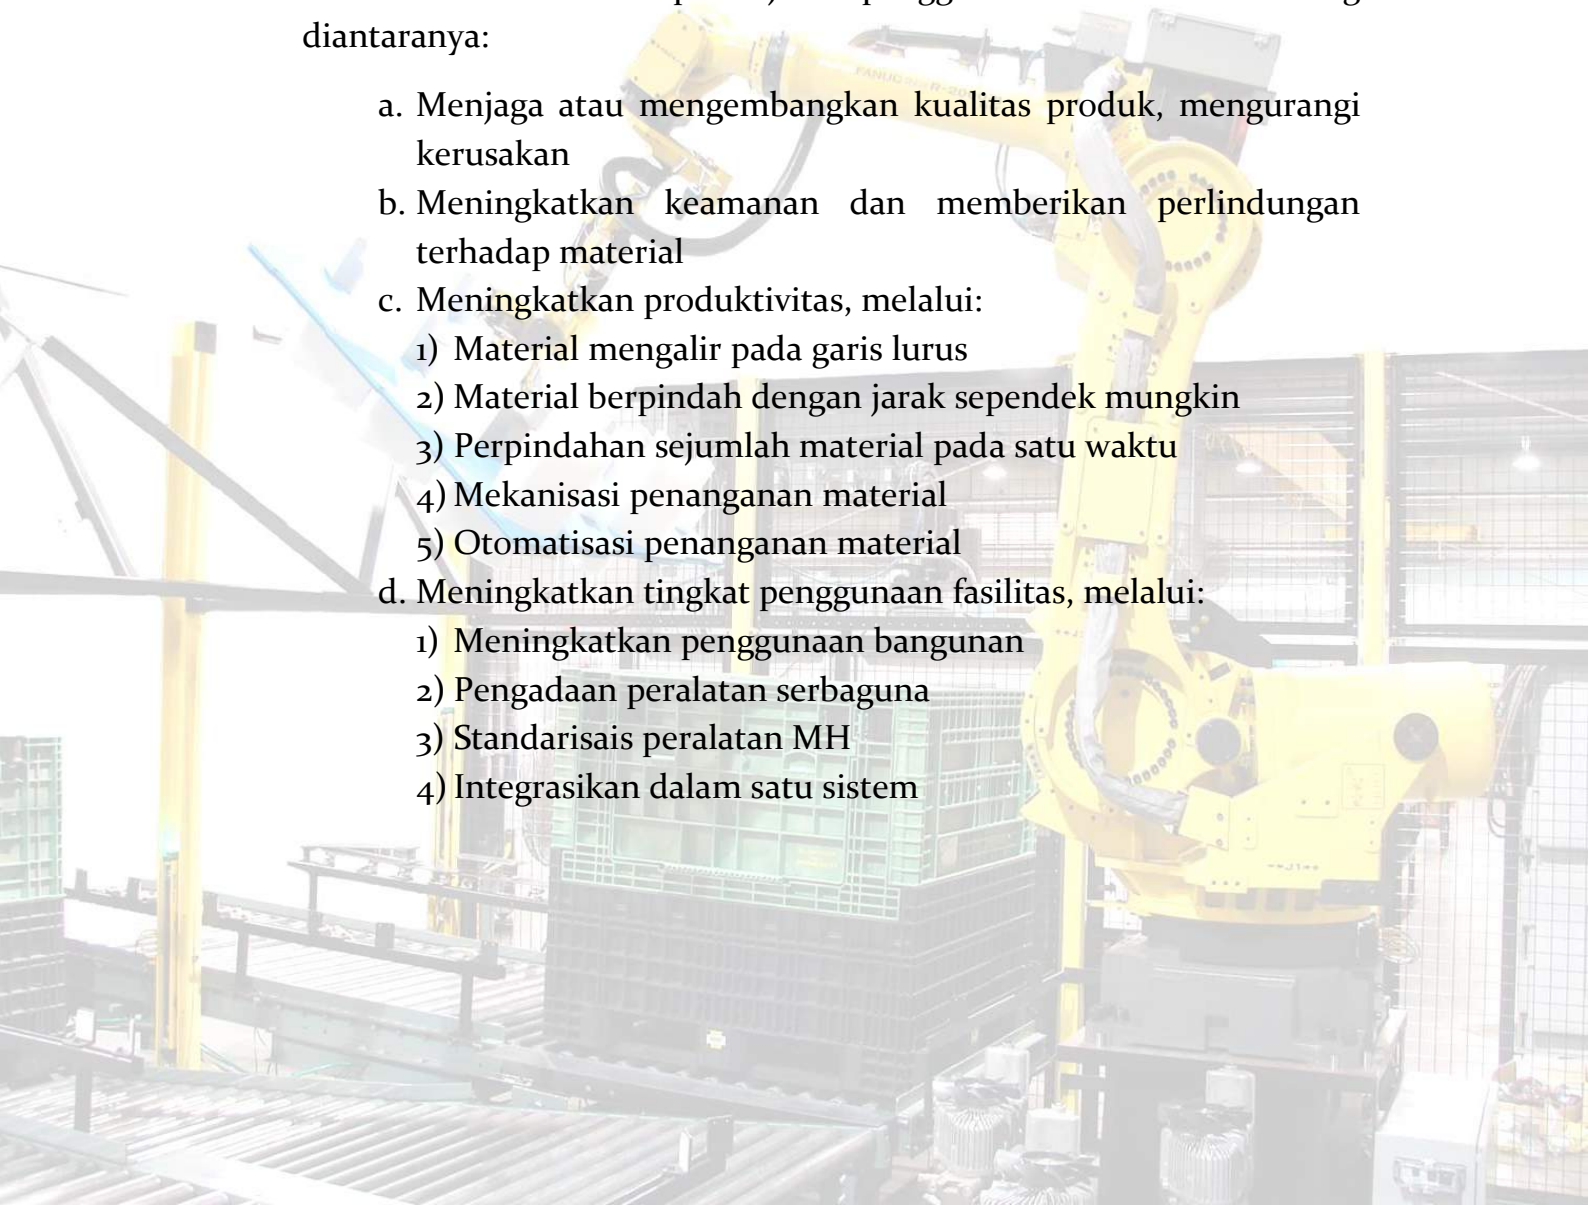 diantaranya:
a. Menjaga atau mengembangkan kualitas produk, mengurangi
kerusakan
b. Meningkatkan keamanan dan memberikan perlindungan
terhadap material
c. Meningkatkan produktivitas, melalui:
1) Material mengalir pada garis lurus
2) Material berpindah dengan jarak sependek mungkin
3) Perpindahan sejumlah material pada satu waktu
4) Mekanisasi penanganan material
5) Otomatisasi penanganan material
d. Meningkatkan tingkat penggunaan fasilitas, melalui:
1) Meningkatkan penggunaan bangunan
2) Pengadaan peralatan serbaguna
3) Standarisais peralatan MH
4) Integrasikan dalam satu sistem